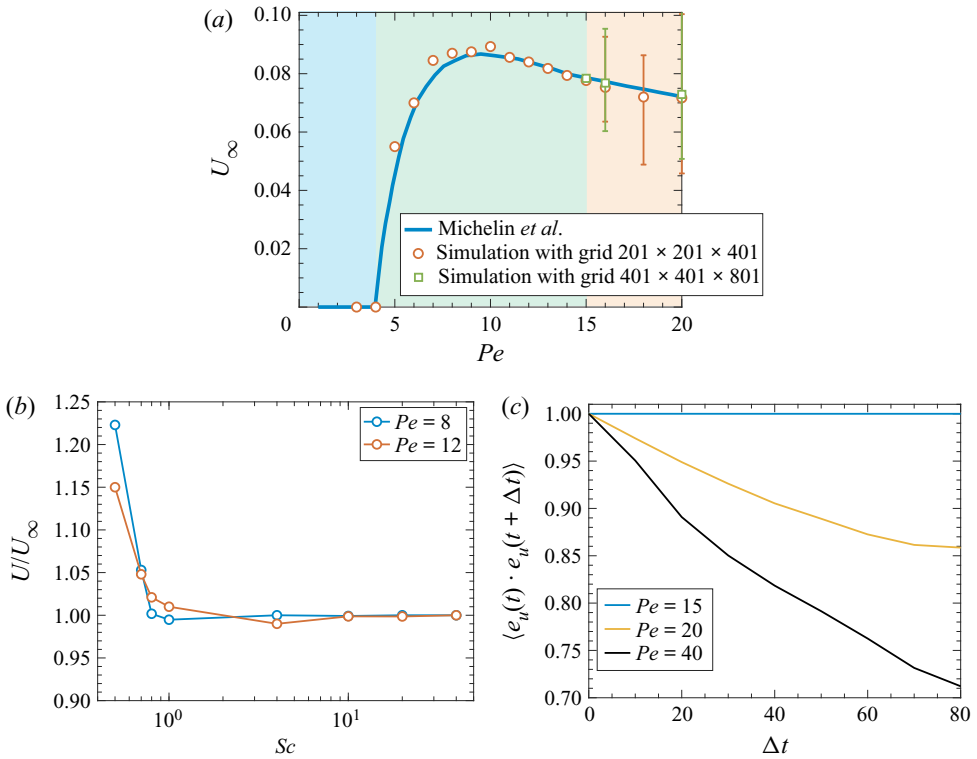 (a)
0.10
0.08
0.06
0.04
0.02
U∞
0 5 10 15 20
Pe
Michelin et al.
Simulation with grid 201 × 201 × 401
Simulation with grid 401 × 401 × 801
(b)
1.25
1.20
1.15
1.10
1.05
1.00
0.95
0.90
U/U∞
10⁰ 10¹
Sc
Pe = 8
Pe = 12
(c)
1.00
0.95
0.90
0.85
0.80
0.75
0.70
⟨e_u(t) · e_u(t + Δt)⟩
0 20 40 60 80
Δt
Pe = 15
Pe = 20
Pe = 40